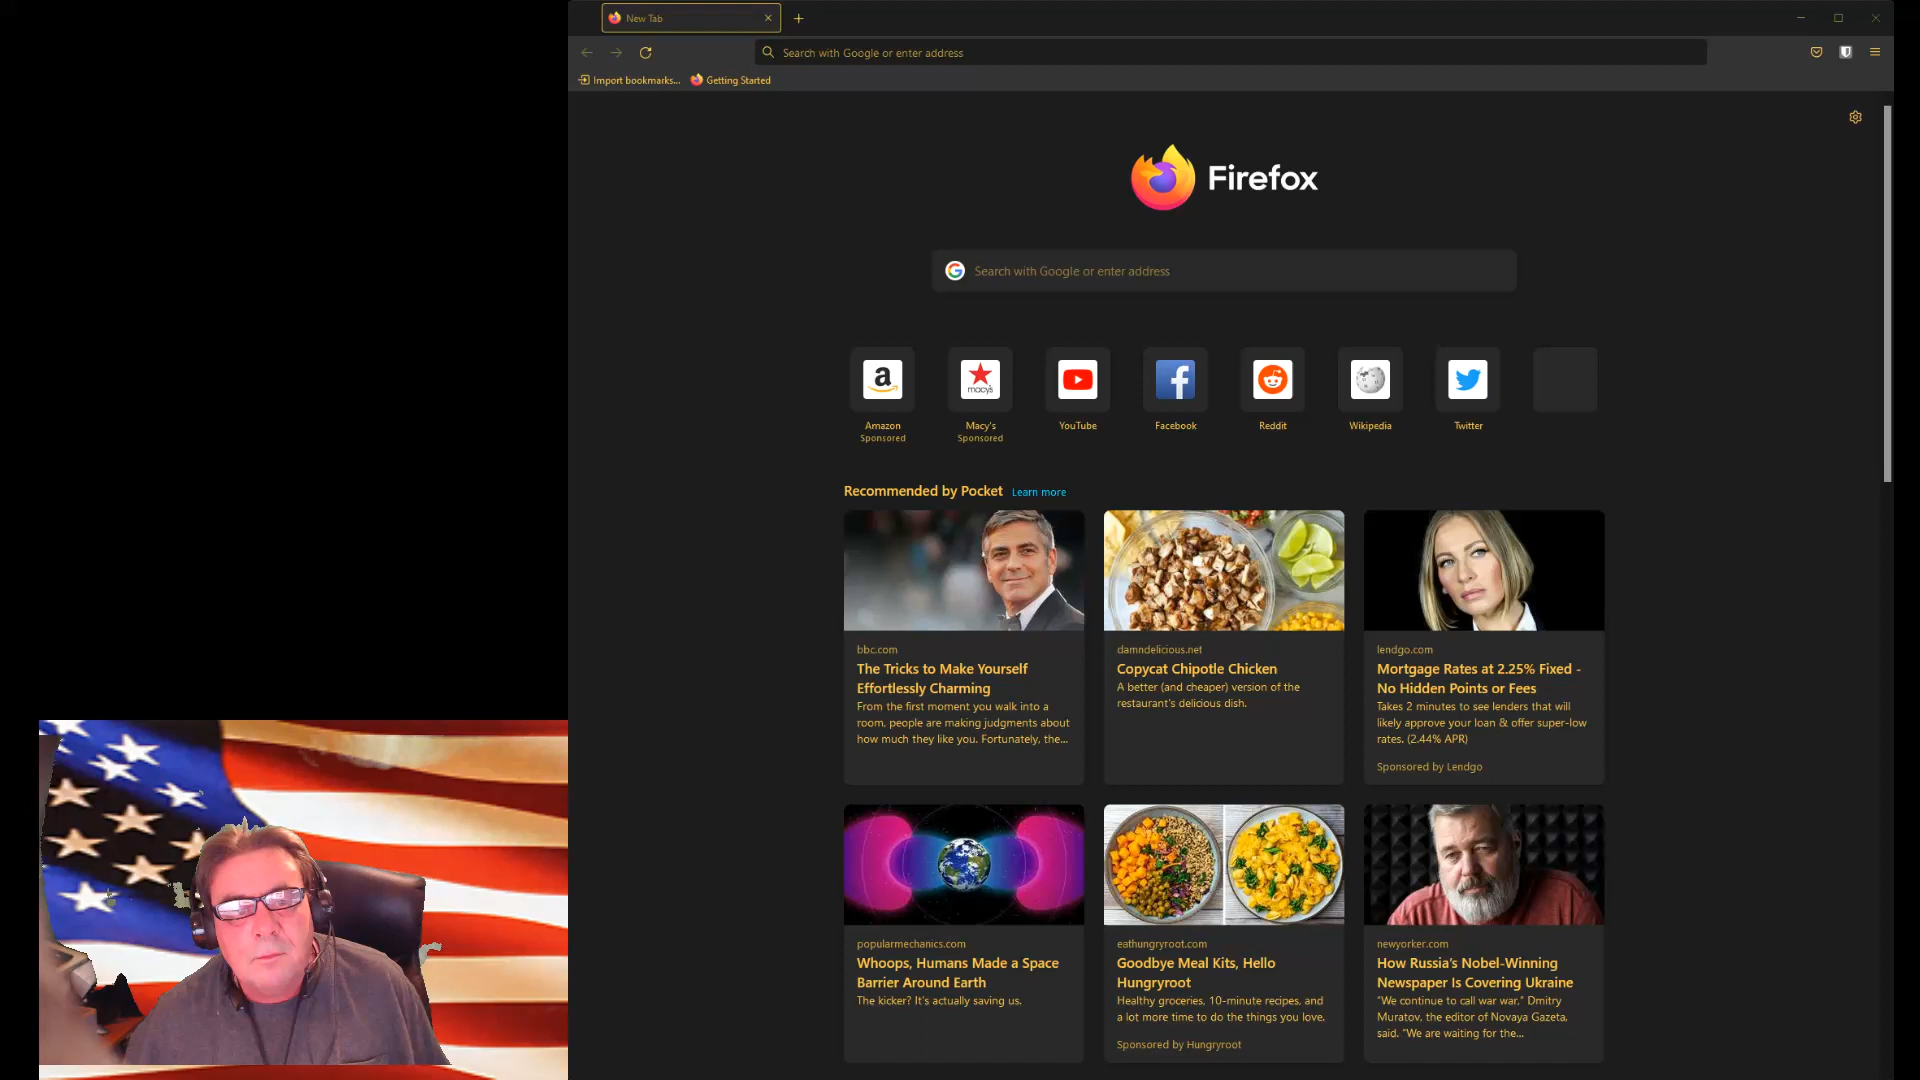 New Tab
Search with Google or enter address
Import bookmarks...
Getting Started
Firefox
Search with Google or enter address
a
macy's
Amazon
Sponsored
Macy's
Sponsored
YouTube
Facebook
Reddit
Wikipedia
Twitter
Recommended by Pocket Learn more
bbc.com
The Tricks to Make Yourself
Effortlessly Charming
From the first moment you walk into a
room, people are making judgments about
how much they like you. Fortunately, the...
damndelicious.net
Copycat Chipotle Chicken
A better (and cheaper) version of the
restaurant's delicious dish.
lendgo.com
Mortgage Rates at 2.25% Fixed -
No Hidden Points or Fees
Takes 2 minutes to see lenders that will
likely approve your loan & offer super-low
rates. (2.44% APR)
Sponsored by Lendgo
popularmechanics.com
Whoops, Humans Made a Space
Barrier Around Earth
The kicker? It's actually saving us.
eathungryroot.com
Goodbye Meal Kits, Hello
Hungryroot
Healthy groceries, 10-minute recipes, and
a lot more time to do the things you love.
Sponsored by Hungryroot
newyorker.com
How Russia's Nobel-Winning
Newspaper Is Covering Ukraine
"We continue to call war war," Dmitry
Muratov, the editor of Novaya Gazeta,
said. "We are waiting for the...